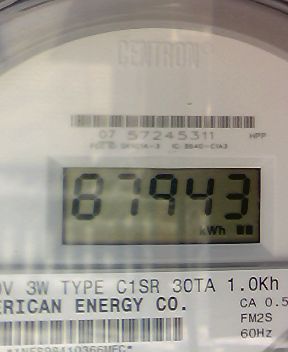 CENTRON®
07 57245311 HPP
87943
kWh
V 3W TYPE C1SR 30TA 1.0Kh
ERICAN ENERGY CO.
CA 0.5
FM2S
60Hz